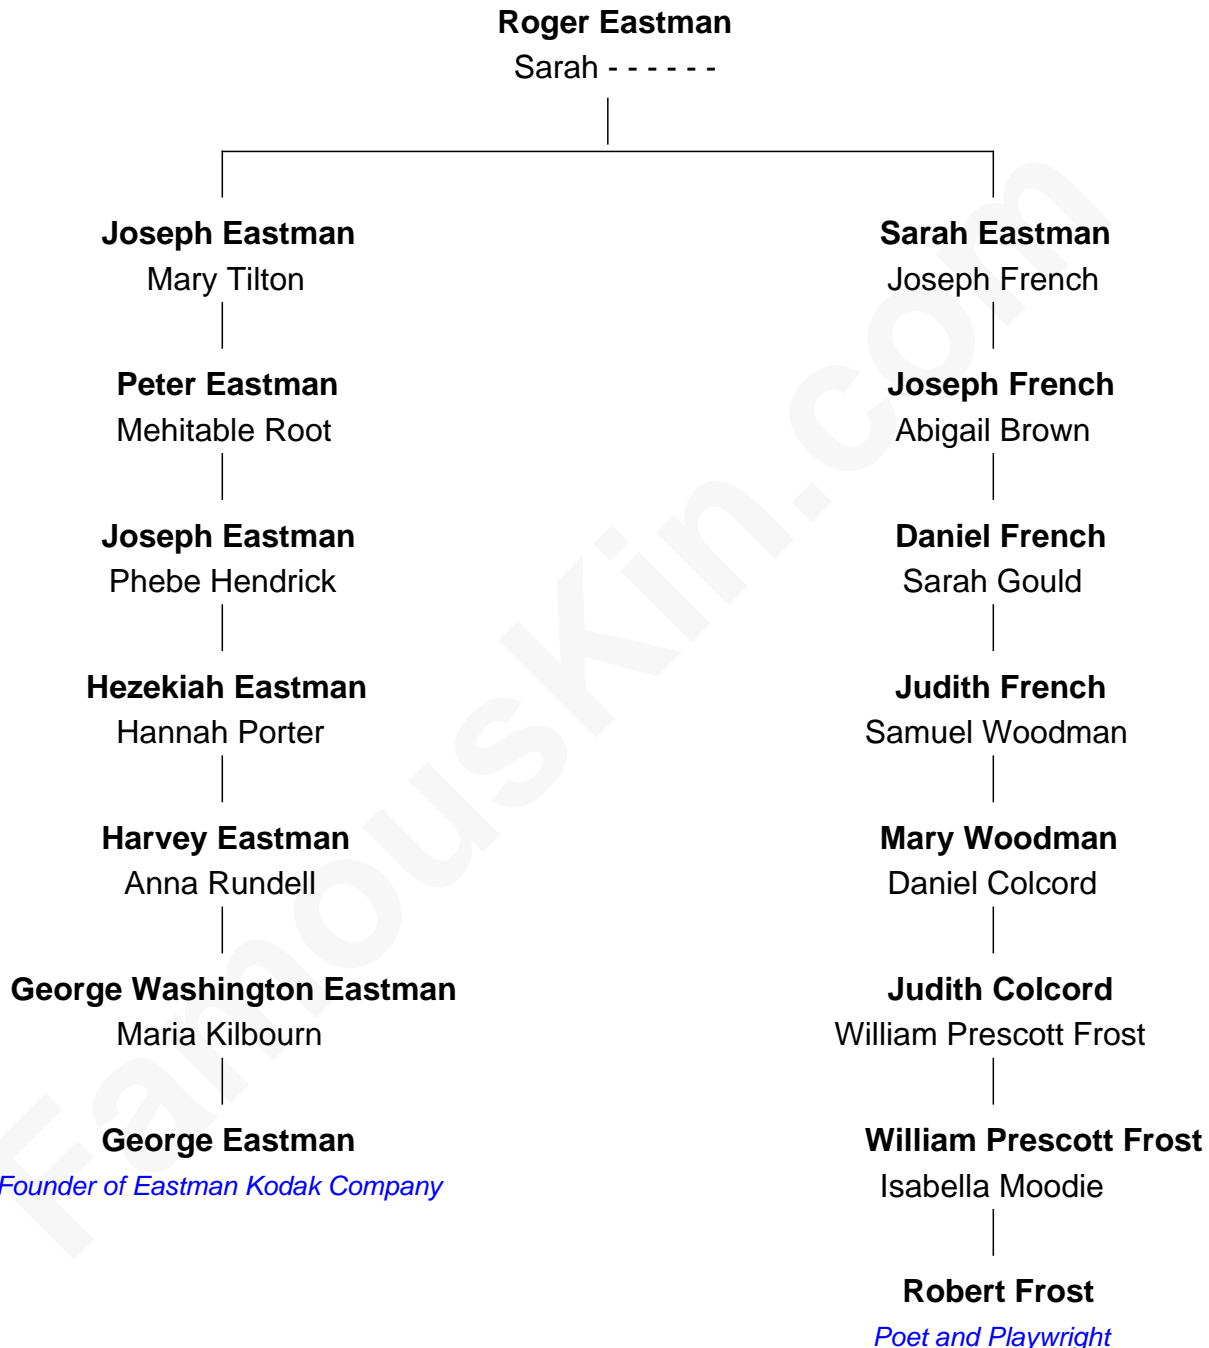 Roger Eastman
Sarah - - - - - -
Joseph Eastman
Mary Tilton
Peter Eastman
Mehitable Root
Joseph Eastman
Phebe Hendrick
Hezekiah Eastman
Hannah Porter
Harvey Eastman
Anna Rundell
George Washington Eastman
Maria Kilbourn
George Eastman
Founder of Eastman Kodak Company
Sarah Eastman
Joseph French
Joseph French
Abigail Brown
Daniel French
Sarah Gould
Judith French
Samuel Woodman
Mary Woodman
Daniel Colcord
Judith Colcord
William Prescott Frost
William Prescott Frost
Isabella Moodie
Robert Frost
Poet and Playwright
FamousKin.com